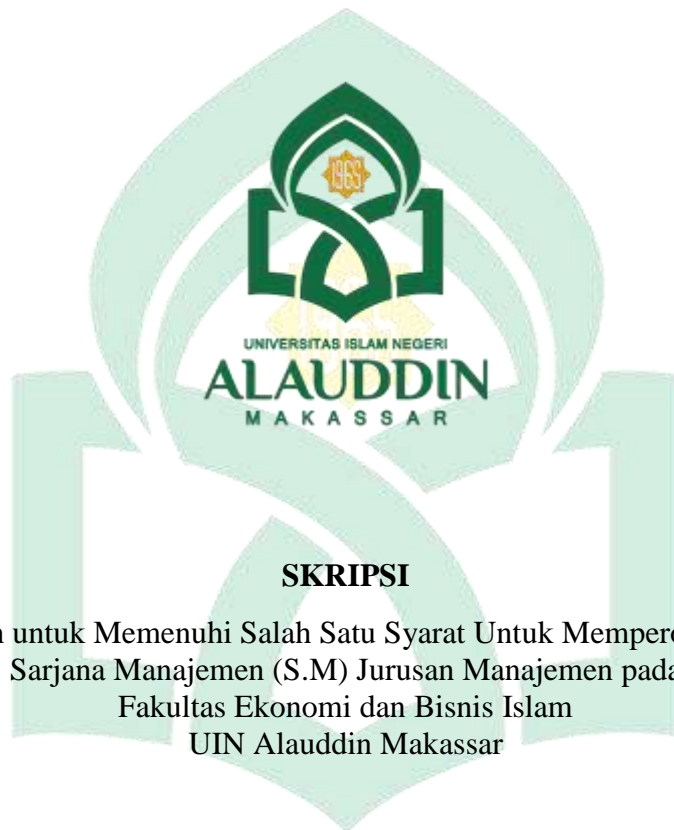 1965
UNIVERSITAS ISLAM NEGERI
ALAUDDIN
MAKASSAR
SKRIPSI
untuk Memenuhi Salah Satu Syarat Untuk
Sarjana Manajemen (S.M) Jurusan Manajemen pada
Fakultas Ekonomi dan Bisnis Islam
UIN Alauddin Makassar